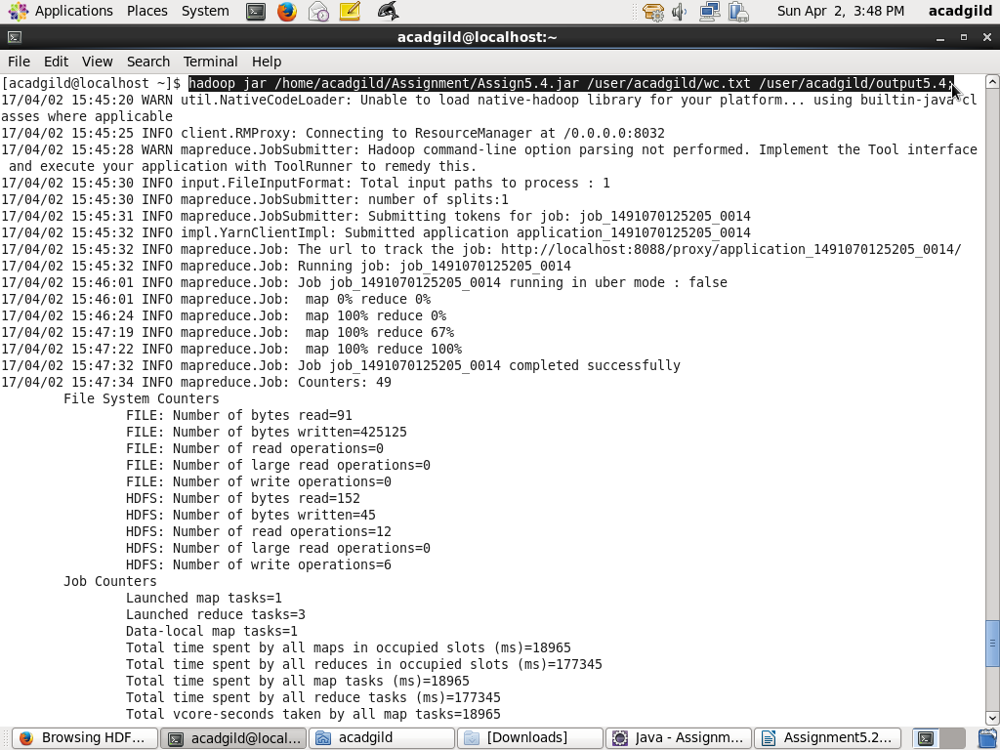 Applications Places System Sun Apr 2, 3:48 PM acadgild
acadgild@localhost:~
File Edit View Search Terminal Help
[acadgild@localhost ~]$ hadoop jar /home/acadgild/Assignment/Assign5.4.jar /user/acadgild/wc.txt /user/acadgild/output5.4;
17/04/02 15:45:20 WARN util.NativeCodeLoader: Unable to load native-hadoop library for your platform... using builtin-java cl
asses where applicable
17/04/02 15:45:25 INFO client.RMProxy: Connecting to ResourceManager at /0.0.0.0:8032
17/04/02 15:45:28 WARN mapreduce.JobSubmitter: Hadoop command-line option parsing not performed. Implement the Tool interface
 and execute your application with ToolRunner to remedy this.
17/04/02 15:45:30 INFO input.FileInputFormat: Total input paths to process : 1
17/04/02 15:45:30 INFO mapreduce.JobSubmitter: number of splits:1
17/04/02 15:45:31 INFO mapreduce.JobSubmitter: Submitting tokens for job: job_1491070125205_0014
17/04/02 15:45:32 INFO impl.YarnClientImpl: Submitted application application_1491070125205_0014
17/04/02 15:45:32 INFO mapreduce.Job: The url to track the job: http://localhost:8088/proxy/application_1491070125205_0014/
17/04/02 15:45:32 INFO mapreduce.Job: Running job: job_1491070125205_0014
17/04/02 15:46:01 INFO mapreduce.Job: Job job_1491070125205_0014 running in uber mode : false
17/04/02 15:46:01 INFO mapreduce.Job:  map 0% reduce 0%
17/04/02 15:46:24 INFO mapreduce.Job:  map 100% reduce 0%
17/04/02 15:47:19 INFO mapreduce.Job:  map 100% reduce 67%
17/04/02 15:47:22 INFO mapreduce.Job:  map 100% reduce 100%
17/04/02 15:47:32 INFO mapreduce.Job: Job job_1491070125205_0014 completed successfully
17/04/02 15:47:34 INFO mapreduce.Job: Counters: 49
File System Counters
FILE: Number of bytes read=91
FILE: Number of bytes written=425125
FILE: Number of read operations=0
FILE: Number of large read operations=0
FILE: Number of write operations=0
HDFS: Number of bytes read=152
HDFS: Number of bytes written=45
HDFS: Number of read operations=12
HDFS: Number of large read operations=0
HDFS: Number of write operations=6
Job Counters
Launched map tasks=1
Launched reduce tasks=3
Data-local map tasks=1
Total time spent by all maps in occupied slots (ms)=18965
Total time spent by all reduces in occupied slots (ms)=177345
Total time spent by all map tasks (ms)=18965
Total time spent by all reduce tasks (ms)=177345
Total vcore-seconds taken by all map tasks=18965
Browsing HDF... acadgild@local... acadgild [Downloads] Java - Assignm... Assignment5.2...